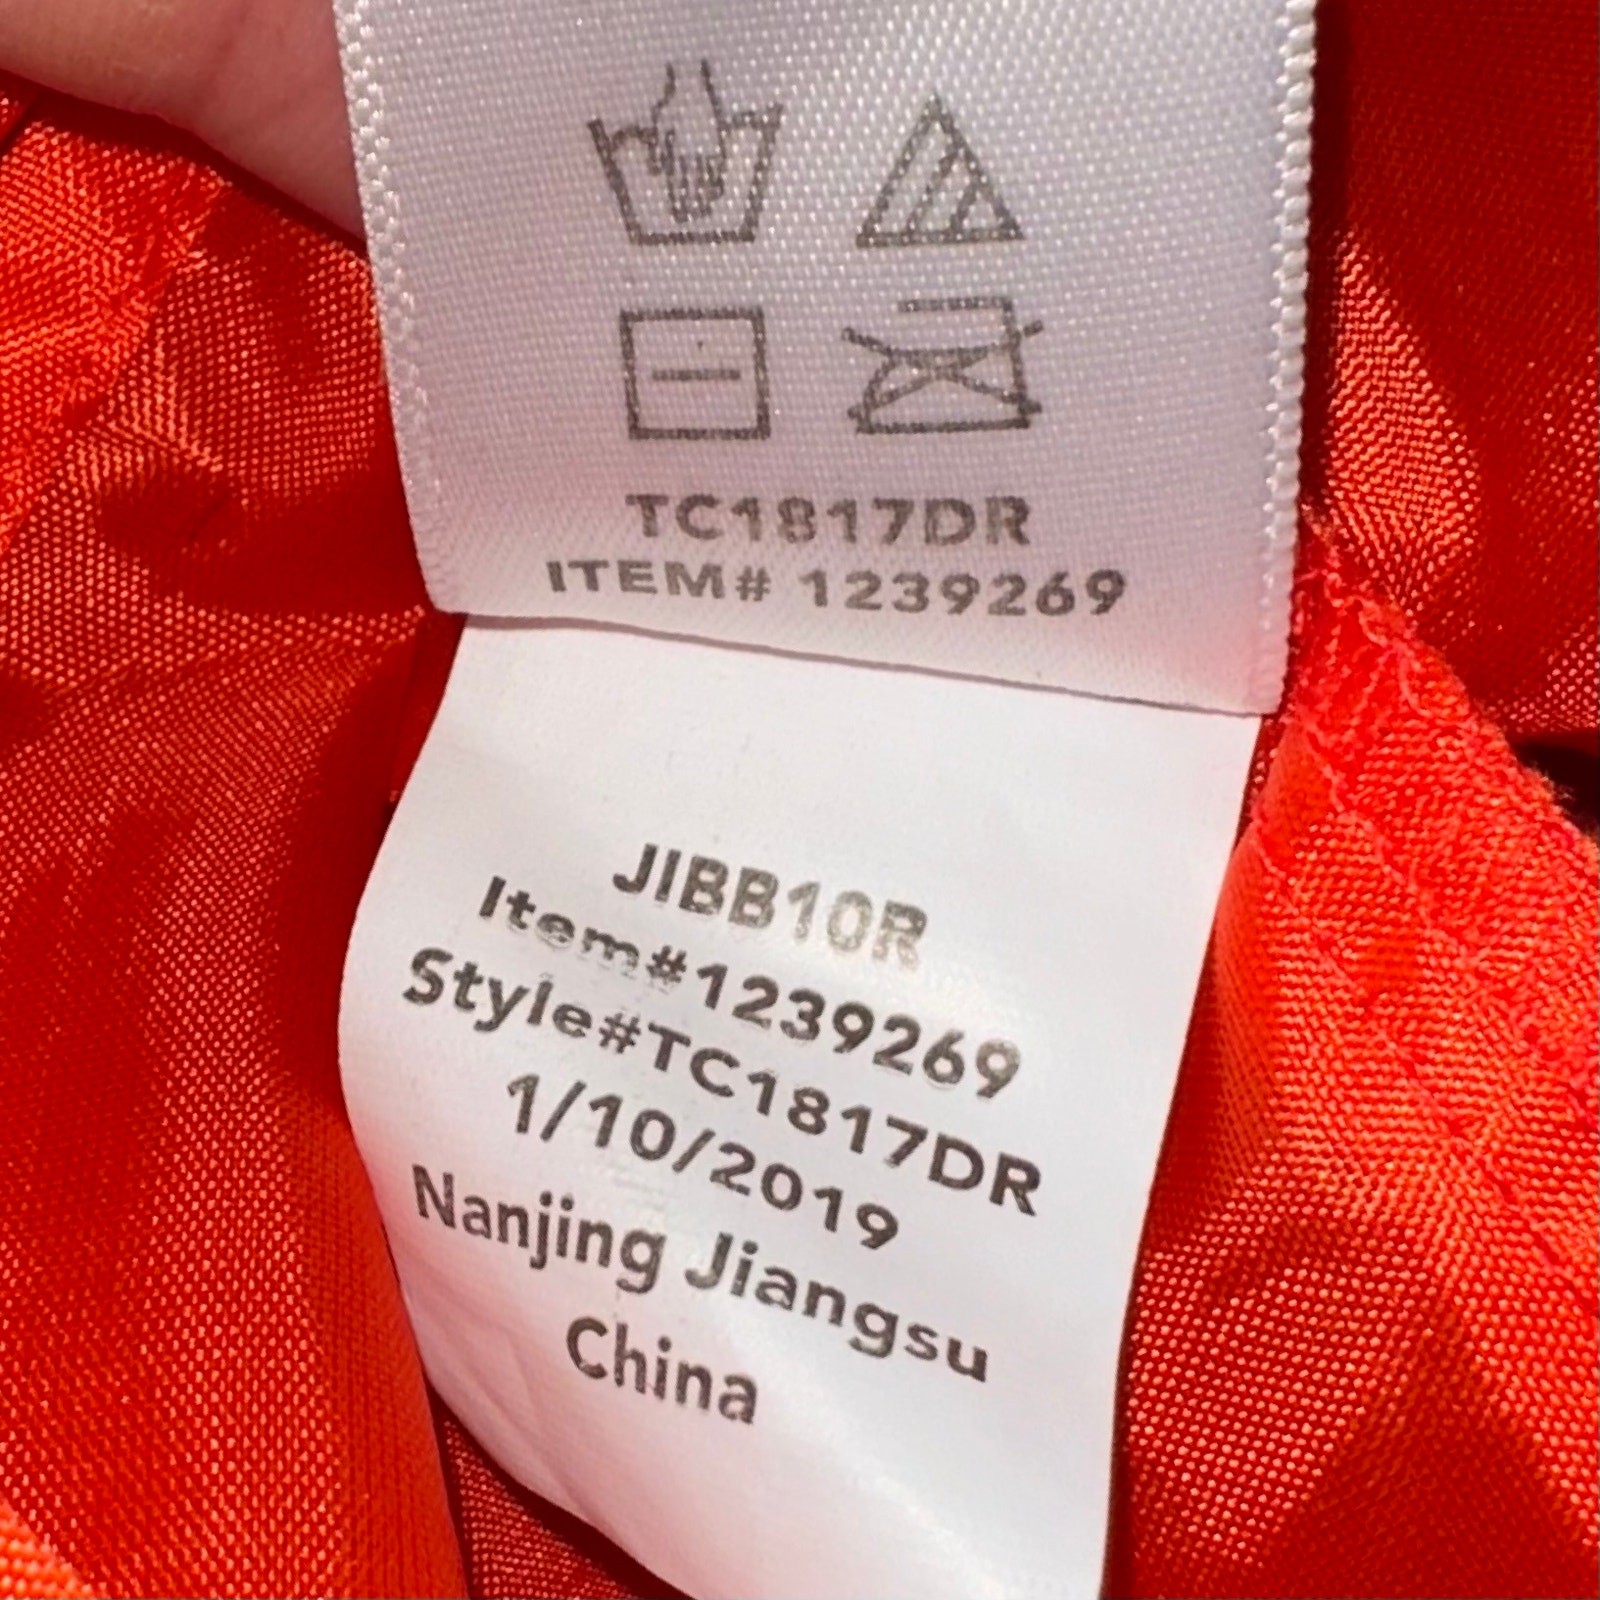 TC1817DR
ITEM# 1239269
JIBB10R
Item#1239269
Style#TC1817DR
1/10/2019
Nanjing Jiangsu
China